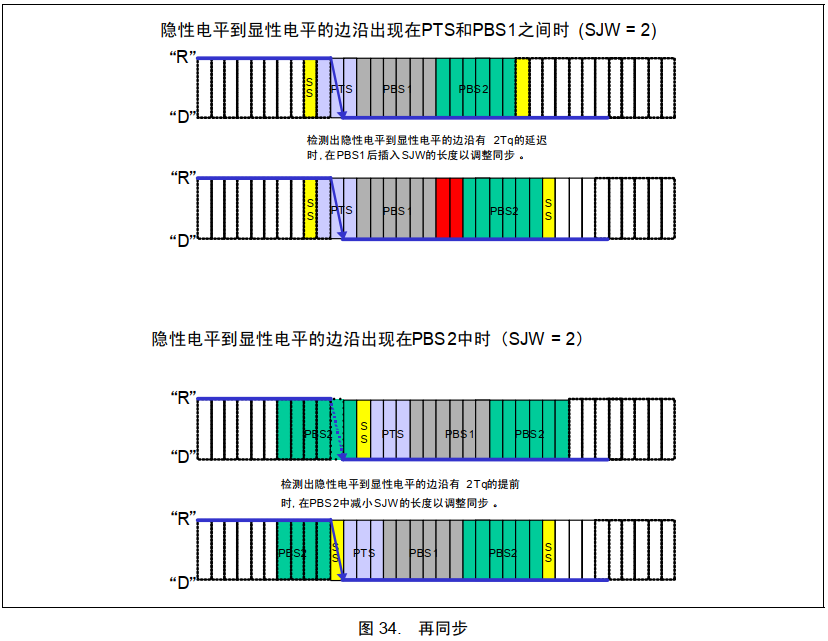 隐性电平到显性电平的边沿出现在PTS和PBS1之间时 (SJW = 2)
“R”
SS PTS PBS1 PBS2
“D”
检测出隐性电平到显性电平的边沿有 2Tq的延迟
时, 在PBS1后插入SJW的长度以调整同步 。
“R”
SS PTS PBS1 PBS2 SS
“D”
隐性电平到显性电平的边沿出现在PBS2中时（SJW = 2）
“R”
PBS2 SS PTS PBS1 PBS2
“D”
检测出隐性电平到显性电平的边沿有 2Tq的提前
时, 在PBS2中减小SJW的长度以调整同步 。
“R”
PBS2 SS PTS PBS1 PBS2 SS
“D”
图 34. 再同步